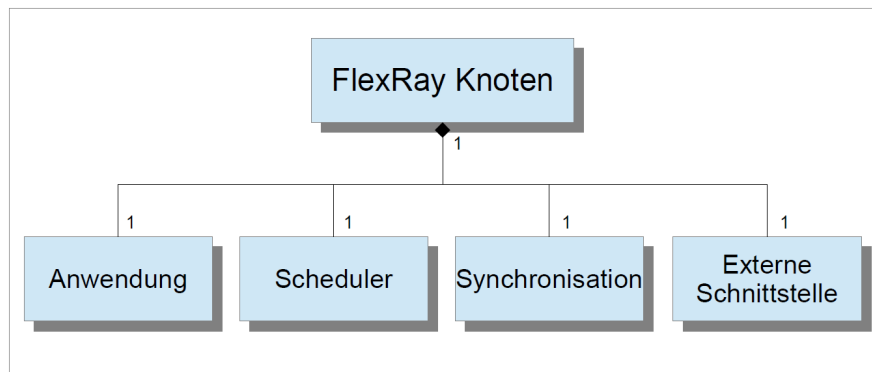 FlexRay Knoten
1
1
1
1
1
Anwendung
Scheduler
Synchronisation
Externe
Schnittstelle